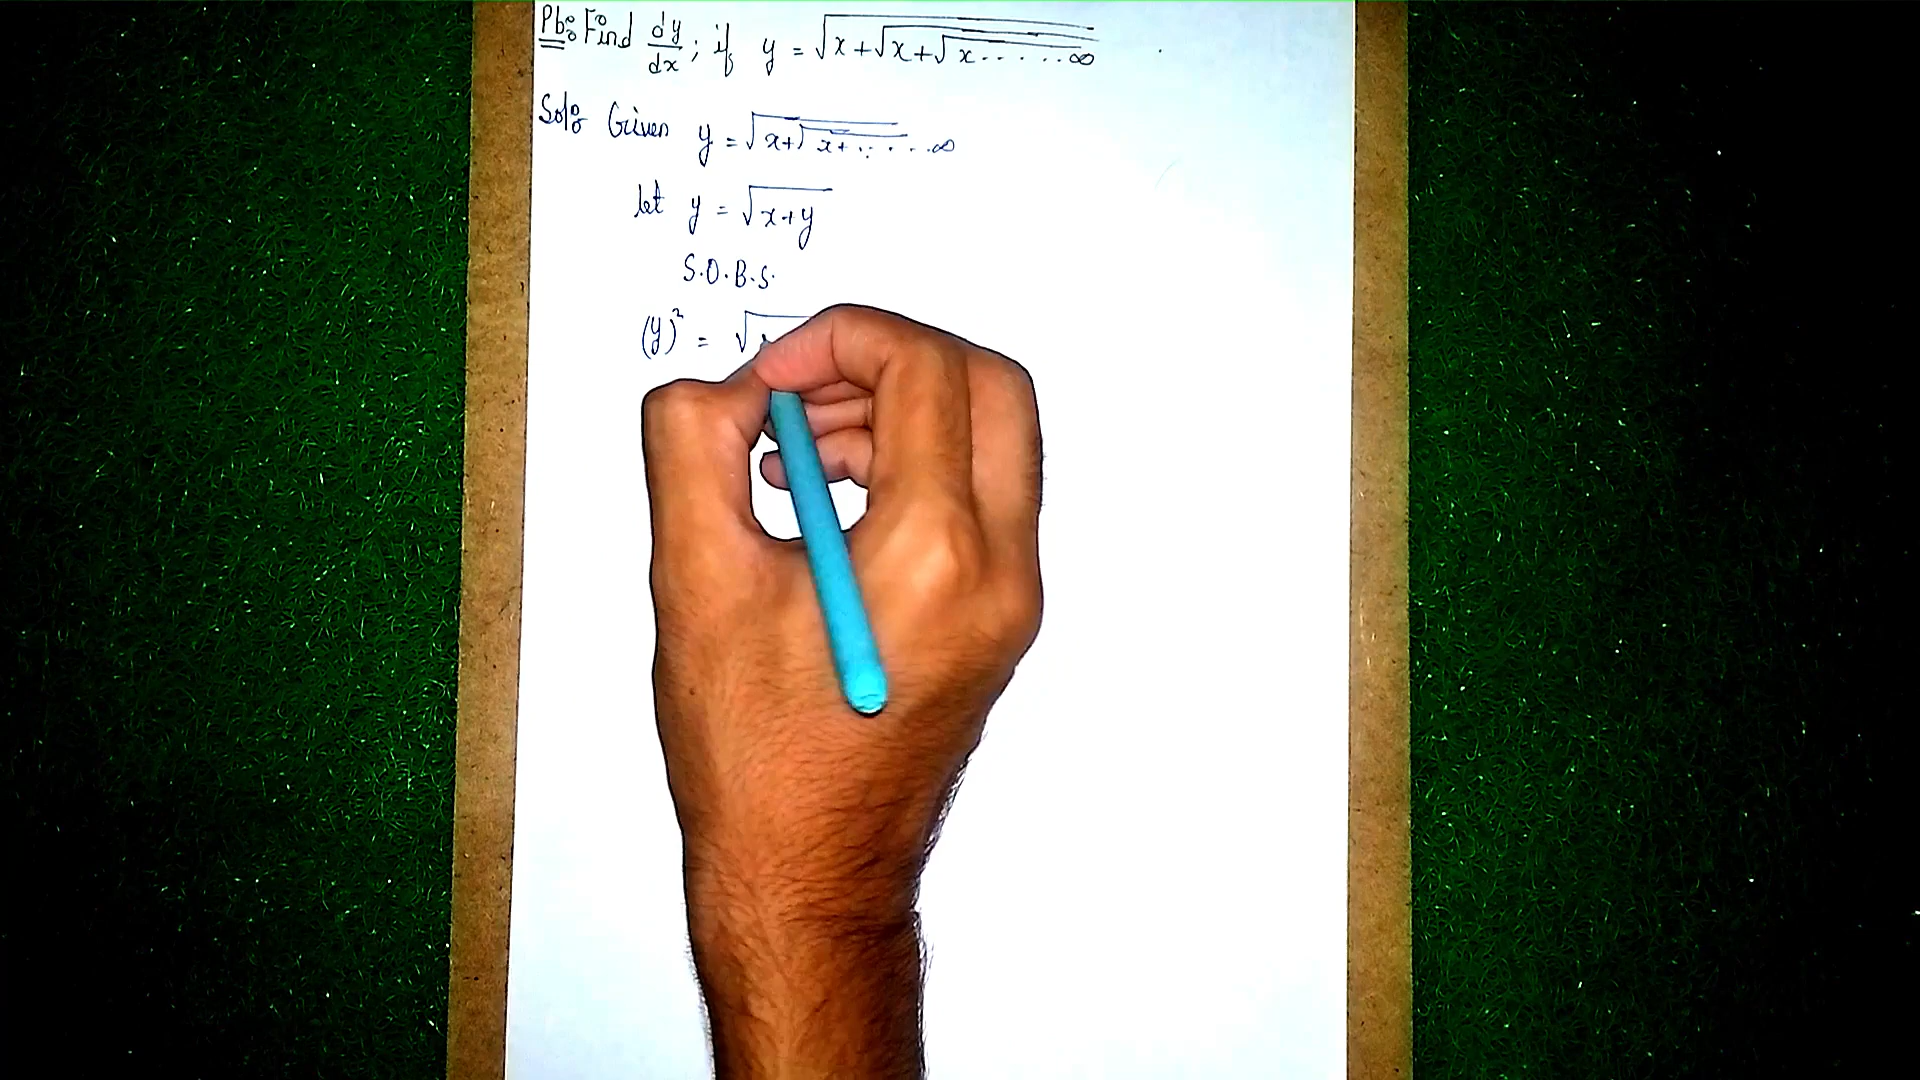 Pb: Find dy/dx ; if y = √x+√x+√x.....∞
Sol: Given y = √x+√x+......∞
let y = √x+y
S.O.B.S.
(y)² = √